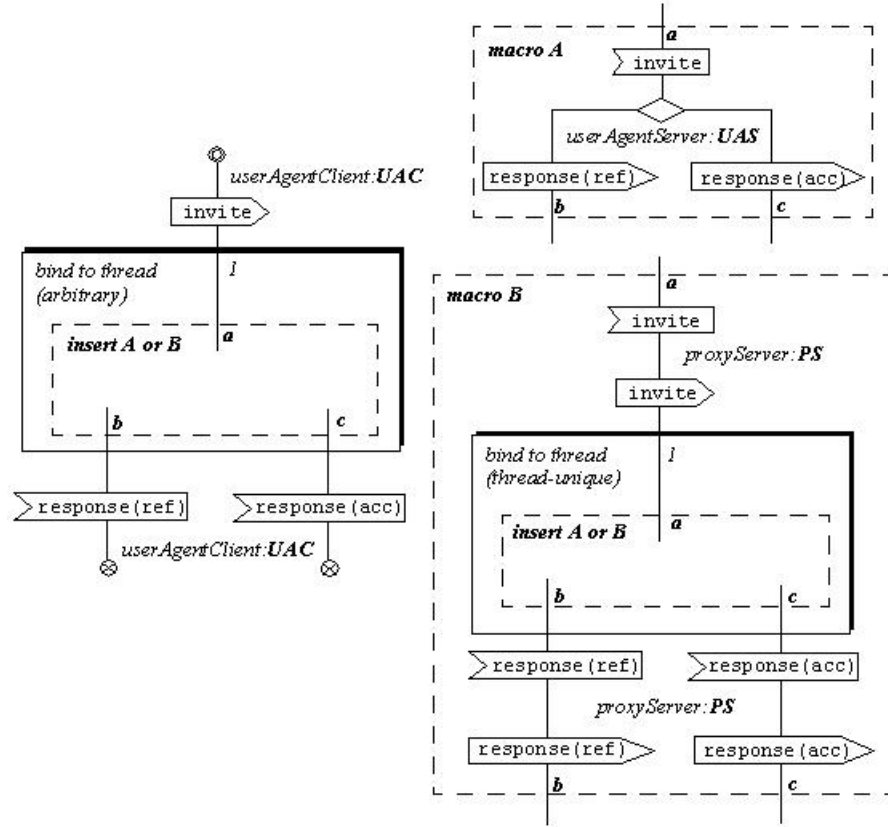 userAgentClient:UAC
invite
bind to thread
(arbitrary)
l
insert A or B
a
b
c
response(ref)
response(acc)
userAgentClient:UAC
a
macro A
invite
userAgentServer:UAS
response(ref)
response(acc)
b
c
a
macro B
invite
proxyServer:PS
invite
bind to thread
(thread-unique)
l
insert A or B
a
b
c
response(ref)
response(acc)
proxyServer:PS
response(ref)
response(acc)
b
c